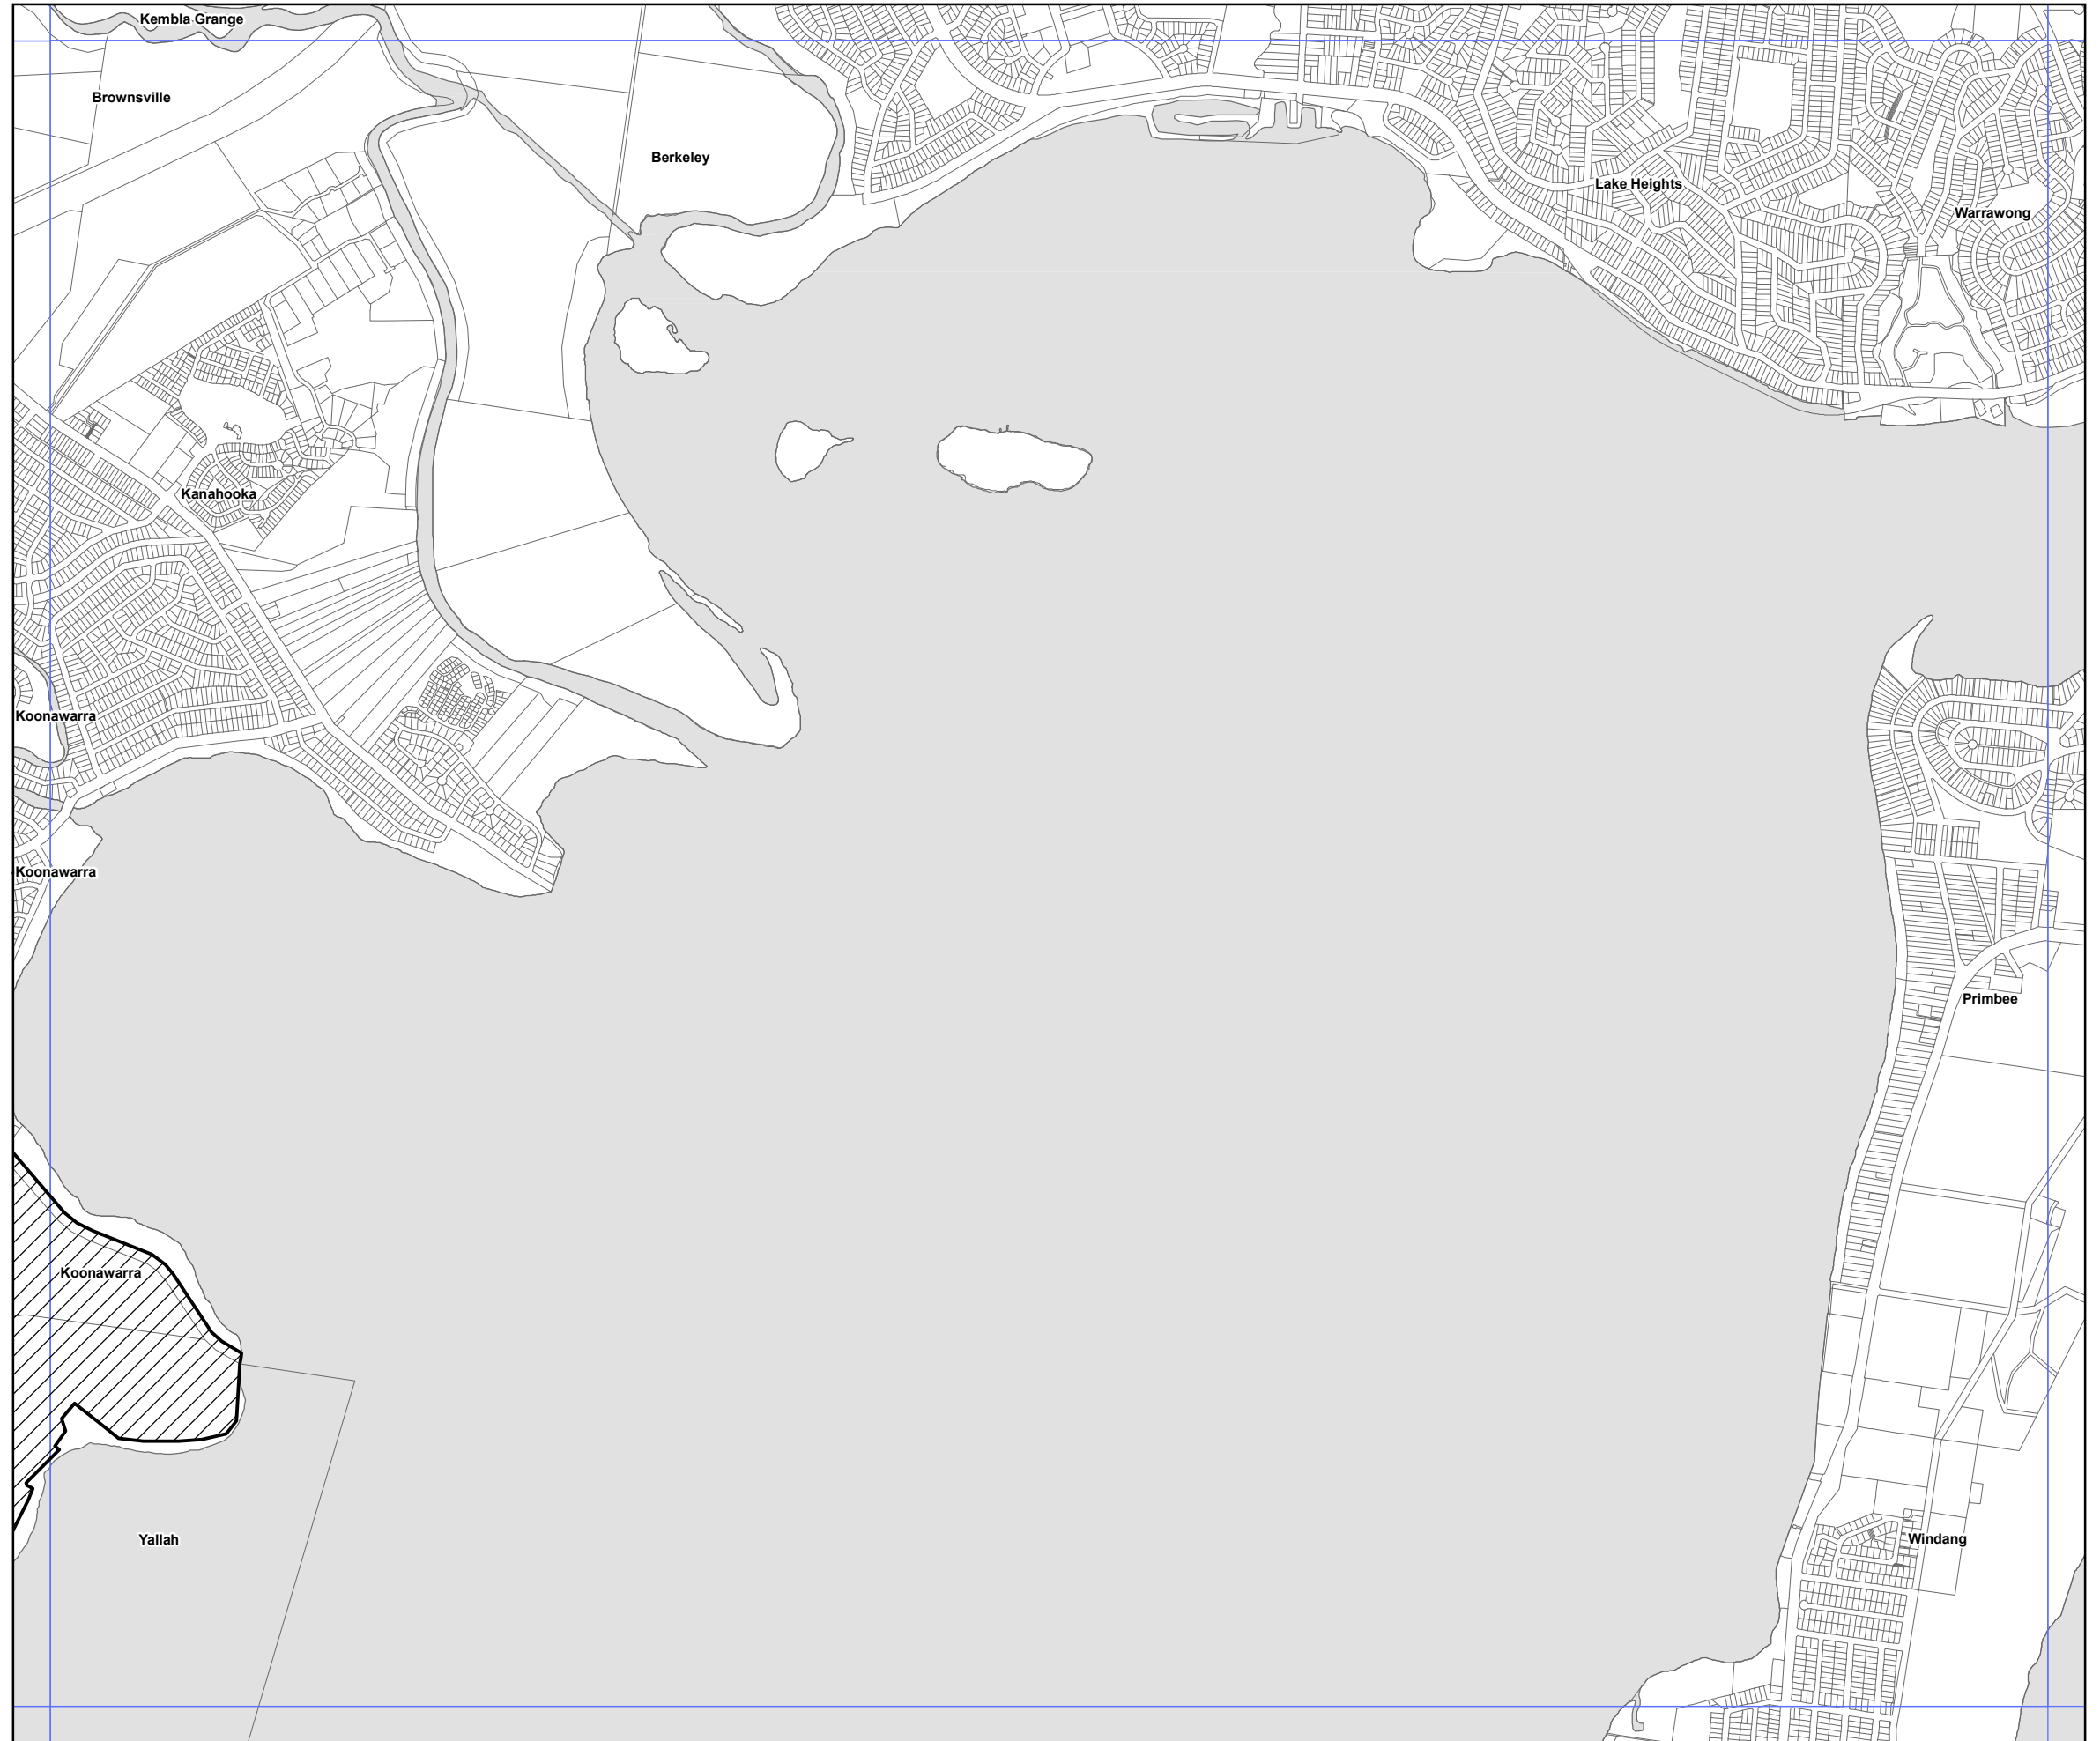 Kembla Grange
Brownsville
Berkeley
Lake Heights
Warrawong
Kanahooka
Koonawarra
Koonawarra
Primbee
Koonawarra
Yallah
Windang